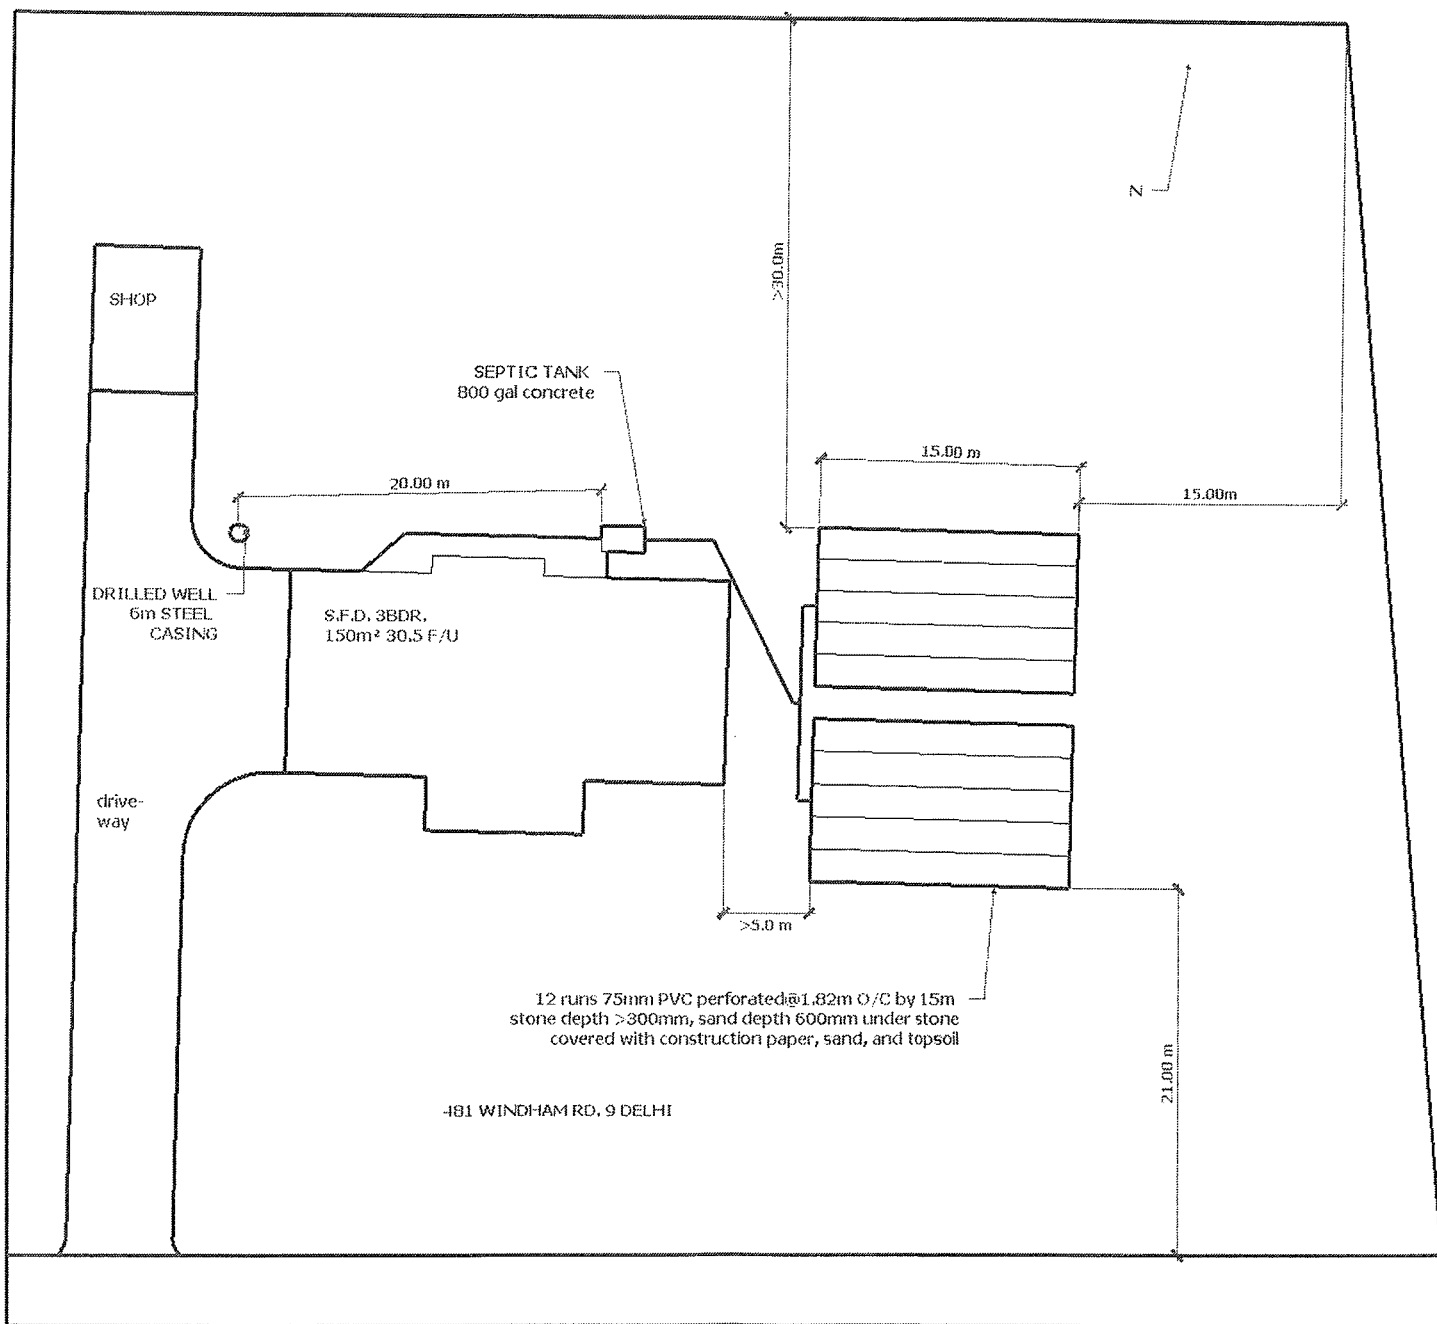 N
>30.0m
SHOP
SEPTIC TANK
800 gal concrete
15.00 m
20.00 m
15.00m
DRILLED WELL
6m STEEL
CASING
S.F.D. 3BDR.
150m² 30.5 F/U
drive-
way
>5.0 m
12 runs 75mm PVC perforated@1.82m O/C by 15m
stone depth >300mm, sand depth 600mm under stone
covered with construction paper, sand, and topsoil
21.00 m
481 WINDHAM RD. 9 DELHI